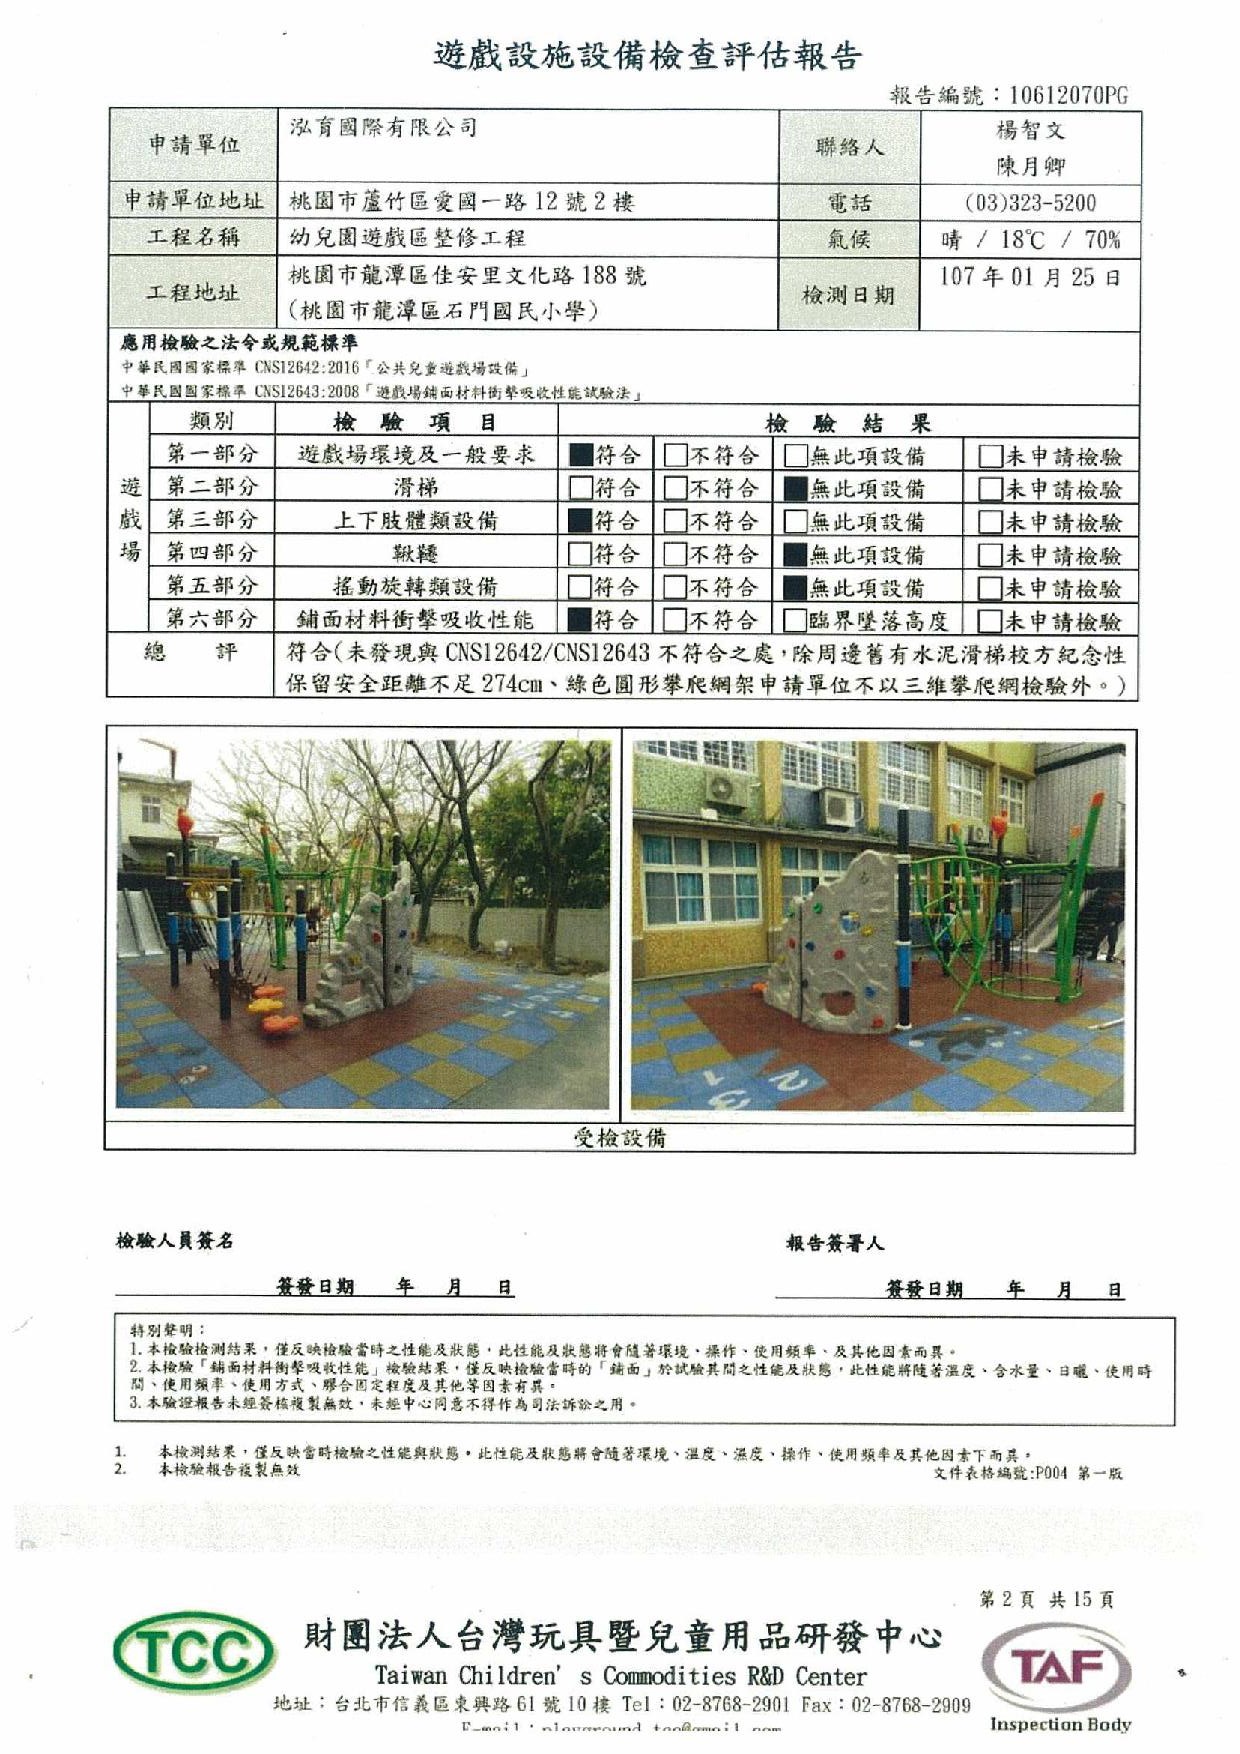 遊戲設施設備檢查評估報告
報告編號：10612070PG
申請單位 泓育國際有限公司 聯絡人 楊智文
陳月卿
申請單位地址 桃園市蘆竹區愛國一路 12 號 2 樓 電話 (03)323-5200
工程名稱 幼兒園遊戲區整修工程 氣候 晴 / 18℃ / 70%
工程地址 桃園市龍潭區佳安里文化路 188 號 檢測日期 107 年 01 月 25 日
(桃園市龍潭區石門國民小學)
應用檢驗之法令或規範標準
中華民國國家標準 CNS12642:2016「公共兒童遊戲場設備」
中華民國國家標準 CNS12643:2008「遊戲場鋪面材料衝擊吸收性能試驗法」
遊戲場 類別 檢 驗 項 目 檢 驗 結 果
第一部分 遊戲場環境及一般要求 ■符合 □不符合 □無此項設備 □未申請檢驗
第二部分 滑梯 □符合 □不符合 ■無此項設備 □未申請檢驗
第三部分 上下肢體類設備 ■符合 □不符合 □無此項設備 □未申請檢驗
第四部分 鞦韆 □符合 □不符合 ■無此項設備 □未申請檢驗
第五部分 搖動旋轉類設備 □符合 □不符合 ■無此項設備 □未申請檢驗
第六部分 鋪面材料衝擊吸收性能 ■符合 □不符合 □臨界墜落高度 □未申請檢驗
總 評 符合(未發現與 CNS12642/CNS12643 不符合之處，除周邊舊有水泥滑梯校方紀念性
保留安全距離不足 274cm、綠色圓形攀爬網架申請單位不以三維攀爬網檢驗外。)
受檢設備
檢驗人員簽名 報告簽署人
簽發日期 年 月 日 簽發日期 年 月 日
特別聲明：
1.本檢驗檢測結果，僅反映檢驗當時之性能及狀態，此性能及狀態將會隨著環境、操作、使用頻率、及其他因素而異。
2.本檢驗「鋪面材料衝擊吸收性能」檢驗結果，僅反映檢驗當時的「鋪面」於試驗其間之性能及狀態，此性能將隨著溫度、含水量、日曬、使用時
間、使用頻率、使用方式、膠合固定程度及其他等因素有異。
3.本驗證報告未經簽核複製無效，未經中心同意不得作為司法訴訟之用。
1. 本檢測結果，僅反映當時檢驗之性能與狀態，此性能及狀態將會隨著環境、溫度、濕度、操作、使用頻率及其他因素下而異。
2. 本檢驗報告複製無效
文件表格編號:P004 第一版
第 2 頁 共 15 頁
TCC 財團法人台灣玩具暨兒童用品研發中心 TAF
Taiwan Children's Commodities R&D Center
地址：台北市信義區東興路 61 號 10 樓 Tel：02-8768-2901 Fax：02-8768-2909
Inspection Body